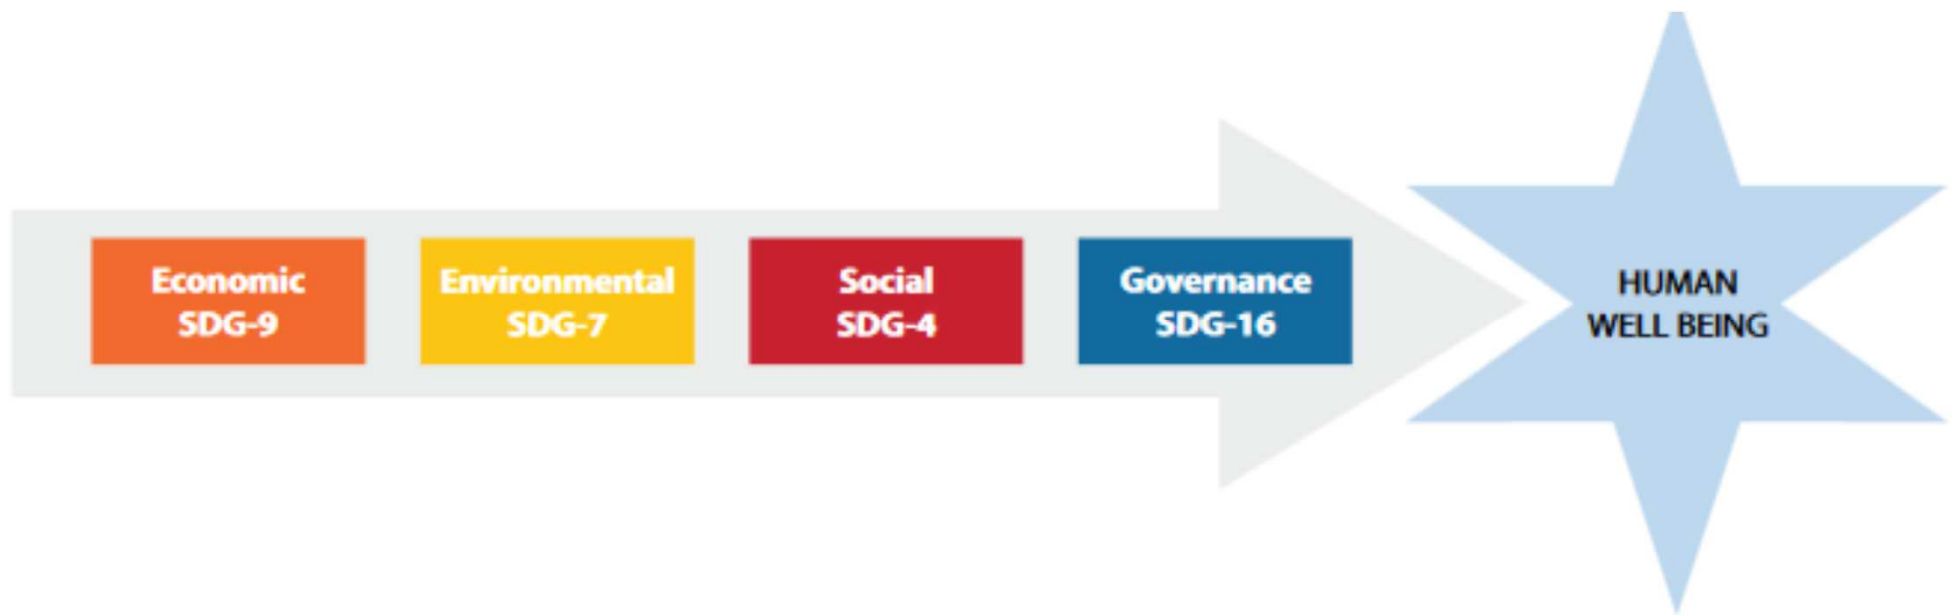 Economic
SDG-9
Environmental
SDG-7
Social
SDG-4
Governance
SDG-16
HUMAN
WELL BEING